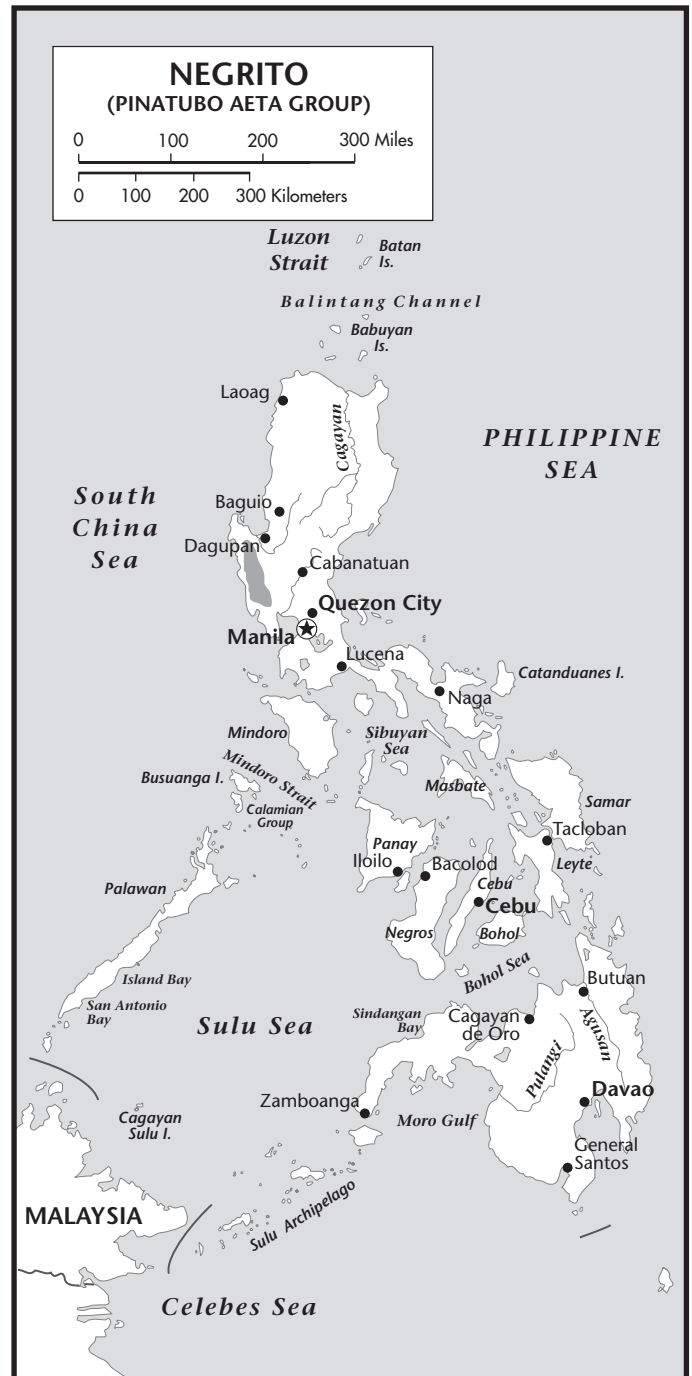 NEGRITO
(PINATUBO AETA GROUP)
0 100 200 300 Miles
0 100 200 300 Kilometers
Luzon
Strait
Batan
Is.
Balintang Channel
Babuyan
Is.
Laoag
Cagayan
PHILIPPINE
SEA
South
China
Sea
Baguio
Dagupan
Cabanatuan
Quezon City
Manila
Lucena
Catanduanes I.
Naga
Mindoro
Sibuyan
Sea
Mindoro Strait
Busuanga I.
Masbate
Calamian
Group
Samar
Tacloban
Panay
Iloilo
Bacolod
Leyte
Cebu
Palawan
Cebu
Negros
Bohol
Bohol Sea
Island Bay
Butuan
San Antonio
Bay
Sulu Sea
Sindangan
Bay
Cagayan
de Oro
Agusan
Pulangi
Davao
Zamboanga
Cagayan
Sulu I.
Moro Gulf
General
Santos
MALAYSIA
Sulu Archipelago
Celebes Sea